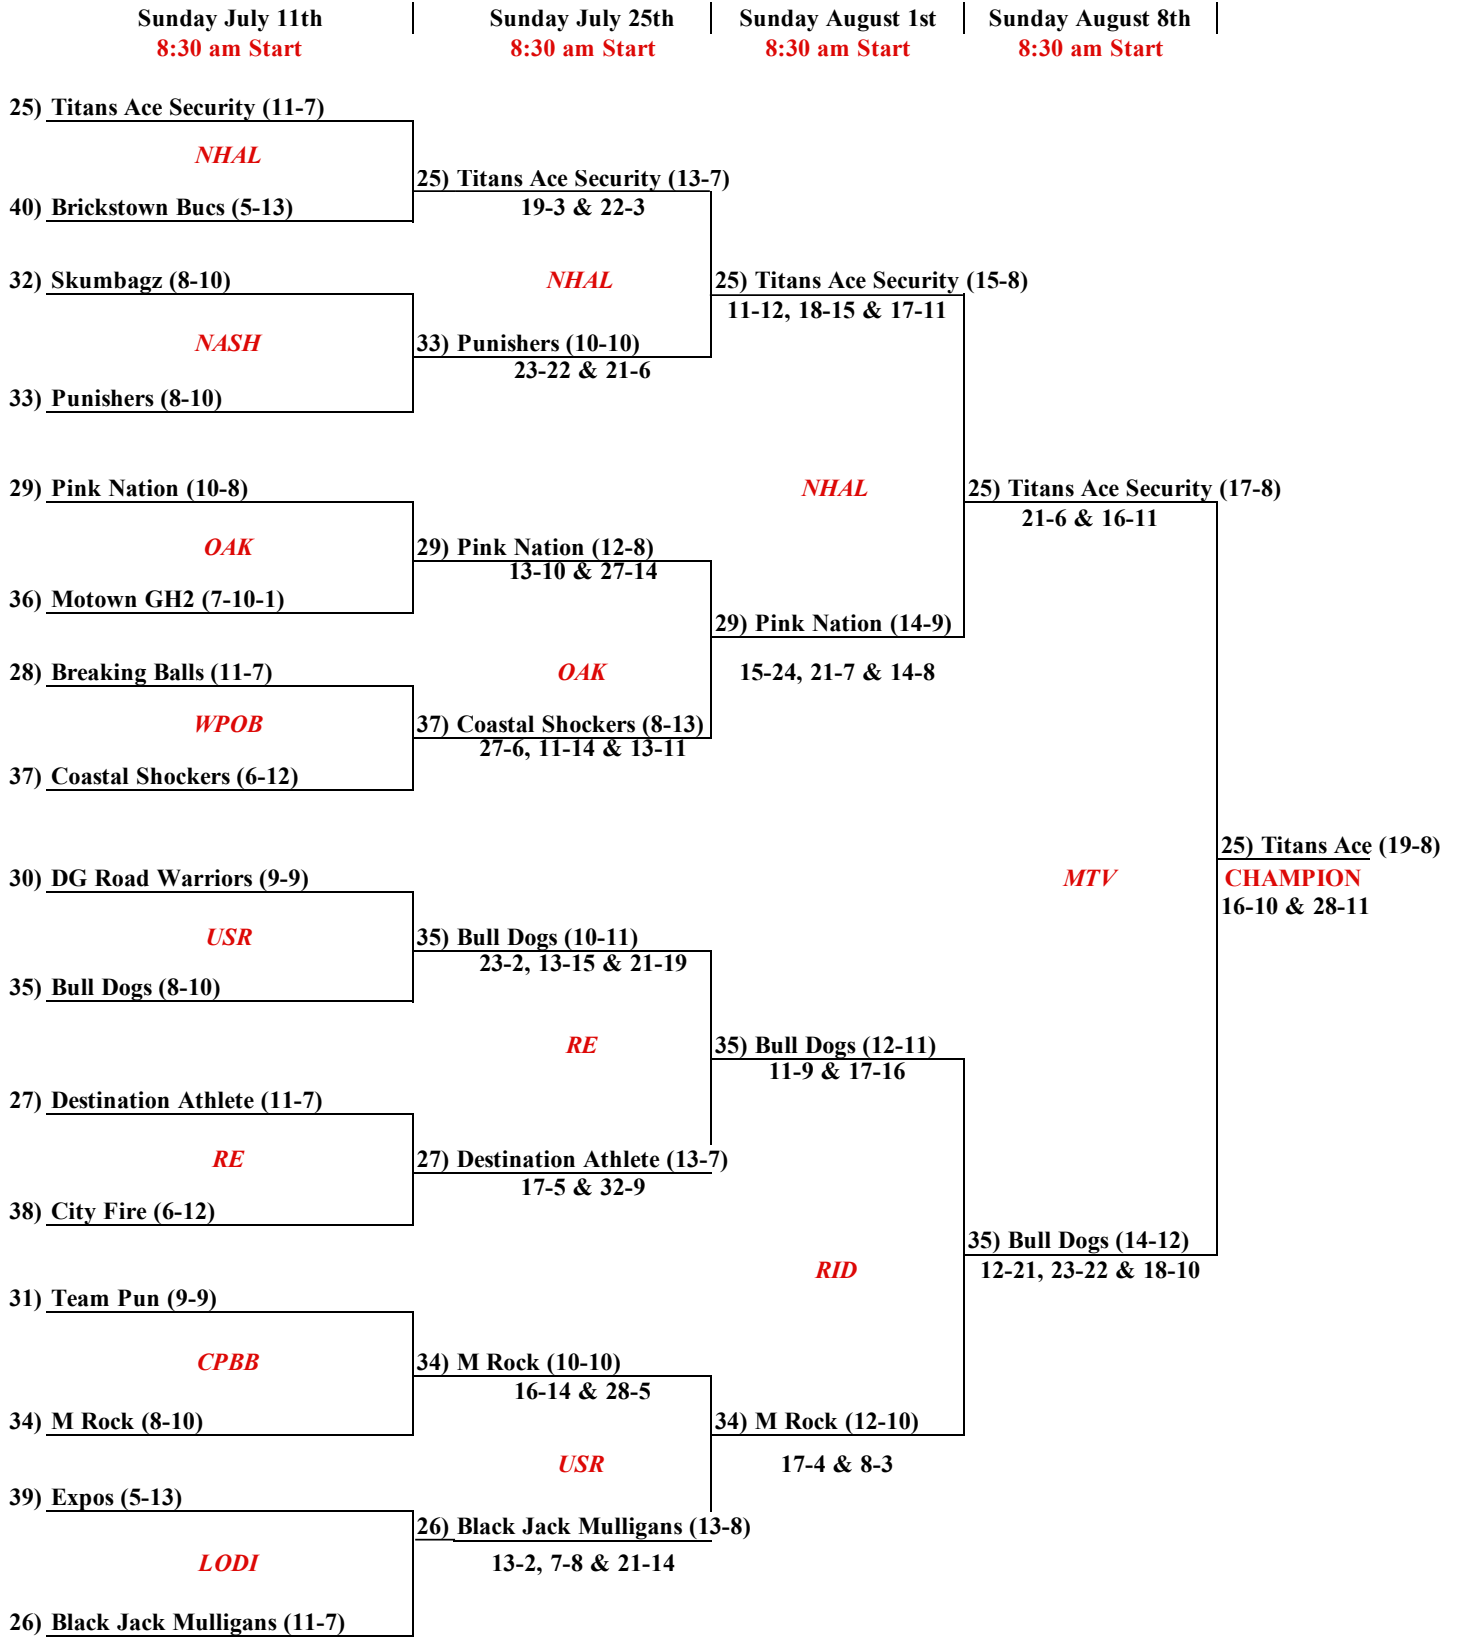 Sunday July 11th
8:30 am Start
Sunday July 25th
8:30 am Start
Sunday August 1st
8:30 am Start
Sunday August 8th
8:30 am Start
25) Titans Ace Security (11-7)
NHAL
40) Brickstown Bucs (5-13)
32) Skumbagz (8-10)
NASH
33) Punishers (8-10)
29) Pink Nation (10-8)
OAK
36) Motown GH2 (7-10-1)
28) Breaking Balls (11-7)
WPOB
37) Coastal Shockers (6-12)
30) DG Road Warriors (9-9)
USR
35) Bull Dogs (8-10)
27) Destination Athlete (11-7)
RE
38) City Fire (6-12)
31) Team Pun (9-9)
CPBB
34) M Rock (8-10)
39) Expos (5-13)
LODI
26) Black Jack Mulligans (11-7)
25) Titans Ace Security (13-7)
19-3 & 22-3
NHAL
33) Punishers (10-10)
23-22 & 21-6
29) Pink Nation (12-8)
13-10 & 27-14
OAK
37) Coastal Shockers (8-13)
27-6, 11-14 & 13-11
35) Bull Dogs (10-11)
23-2, 13-15 & 21-19
RE
27) Destination Athlete (13-7)
17-5 & 32-9
34) M Rock (10-10)
16-14 & 28-5
USR
26) Black Jack Mulligans (13-8)
13-2, 7-8 & 21-14
25) Titans Ace Security (15-8)
11-12, 18-15 & 17-11
NHAL
29) Pink Nation (14-9)
15-24, 21-7 & 14-8
35) Bull Dogs (12-11)
11-9 & 17-16
RID
34) M Rock (12-10)
17-4 & 8-3
25) Titans Ace Security (17-8)
21-6 & 16-11
MTV
35) Bull Dogs (14-12)
12-21, 23-22 & 18-10
25) Titans Ace (19-8)
CHAMPION
16-10 & 28-11